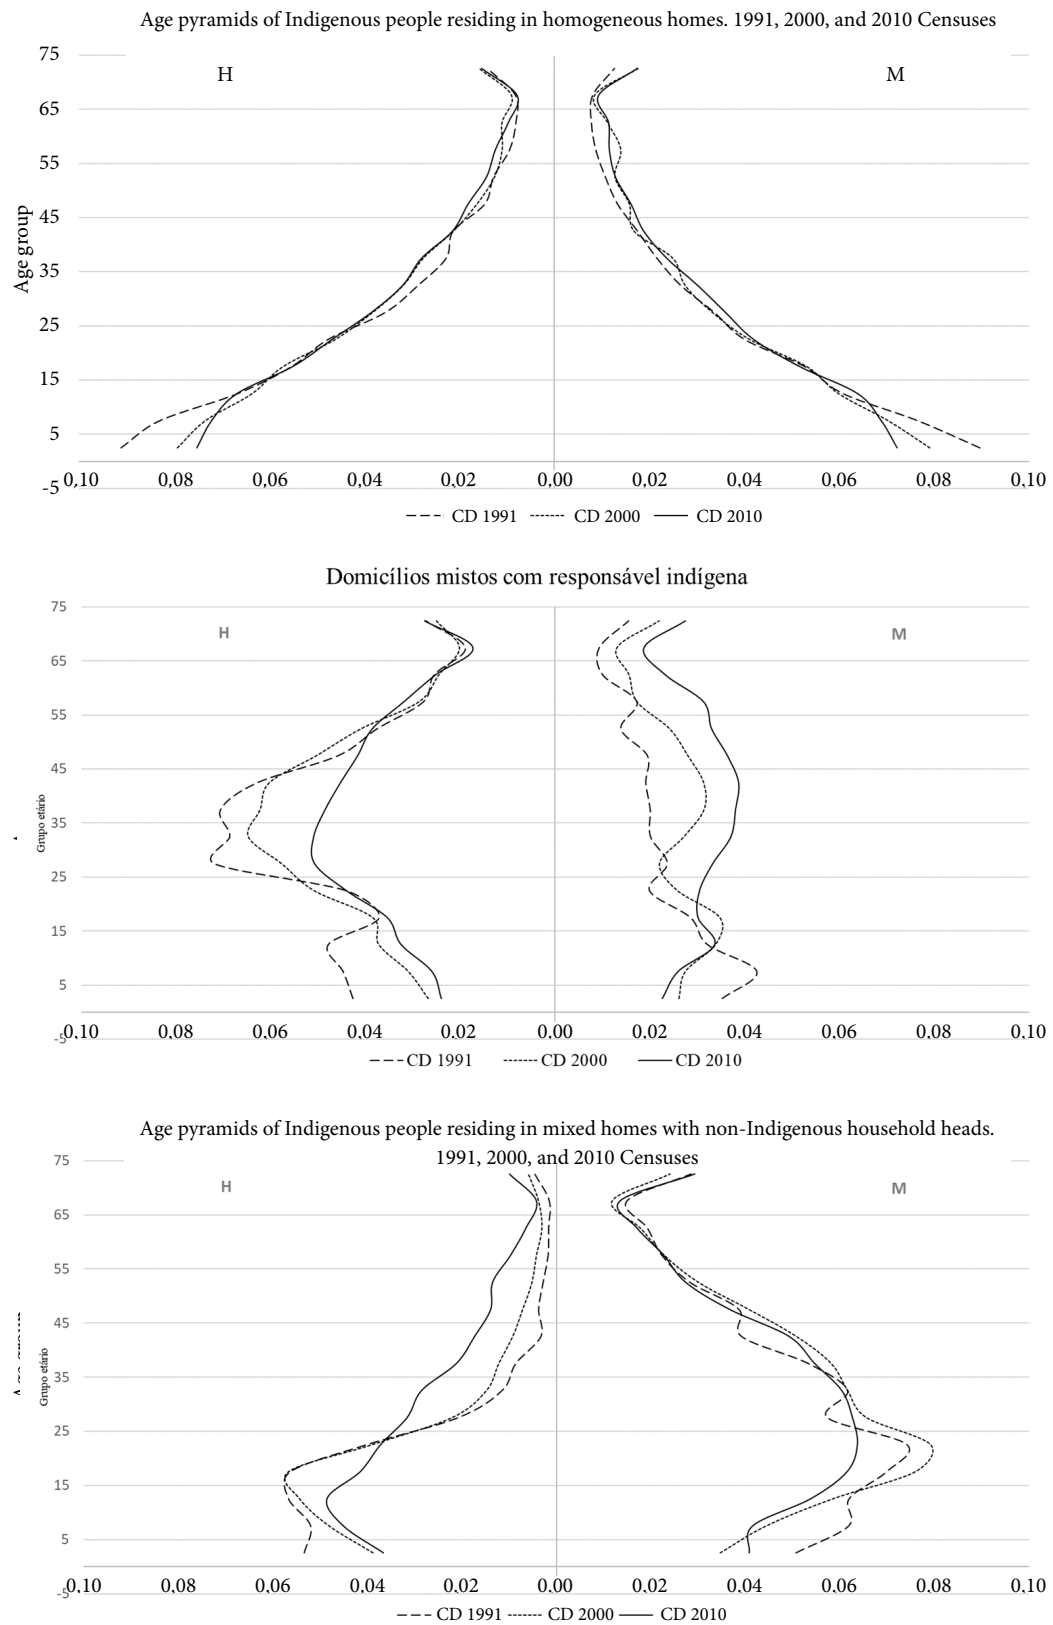 Age pyramids of Indigenous people residing in homogeneous homes. 1991, 2000, and 2010 Censuses
75
H
M
65
55
45
Age group
35
25
15
5
-5
0,10 0,08 0,06 0,04 0,02 0,00 0,02 0,04 0,06 0,08 0,10
CD 1991 CD 2000 CD 2010
Domicílios mistos com responsável indígena
75
H
M
65
55
45
Grupo etário
35
25
15
5
-5
0,10 0,08 0,06 0,04 0,02 0,00 0,02 0,04 0,06 0,08 0,10
CD 1991 CD 2000 CD 2010
Age pyramids of Indigenous people residing in mixed homes with non-Indigenous household heads.
1991, 2000, and 2010 Censuses
75
H
M
65
55
45
Grupo etário
35
25
15
5
-5
0,10 0,08 0,06 0,04 0,02 0,00 0,02 0,04 0,06 0,08 0,10
CD 1991 CD 2000 CD 2010